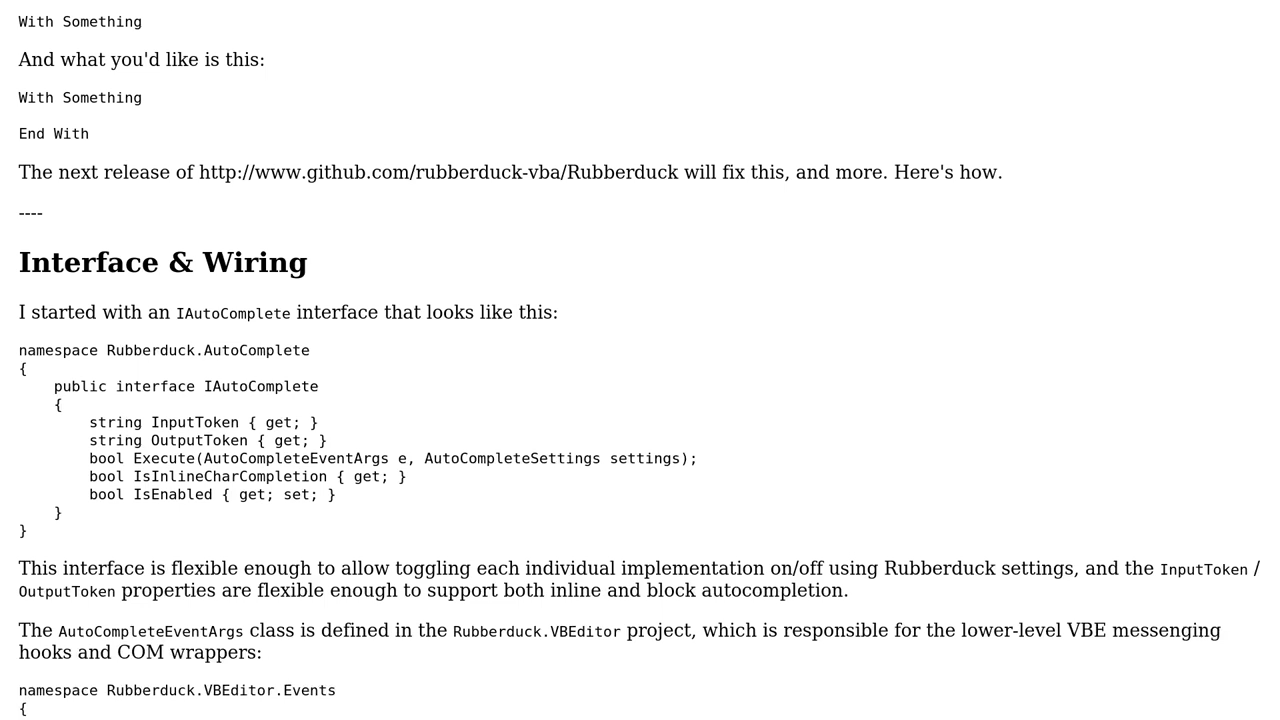 With Something
And what you'd like is this:
With Something
End With
The next release of http://www.github.com/rubberduck-vba/Rubberduck will fix this, and more. Here's how.
----
Interface & Wiring
I started with an IAutoComplete interface that looks like this:
namespace Rubberduck.AutoComplete
{
    public interface IAutoComplete
    {
        string InputToken { get; }
        string OutputToken { get; }
        bool Execute(AutoCompleteEventArgs e, AutoCompleteSettings settings);
        bool IsInlineCharCompletion { get; }
        bool IsEnabled { get; set; }
    }
}
This interface is flexible enough to allow toggling each individual implementation on/off using Rubberduck settings, and the InputToken /
OutputToken properties are flexible enough to support both inline and block autocompletion.
The AutoCompleteEventArgs class is defined in the Rubberduck.VBEditor project, which is responsible for the lower-level VBE messenging
hooks and COM wrappers:
namespace Rubberduck.VBEditor.Events
{